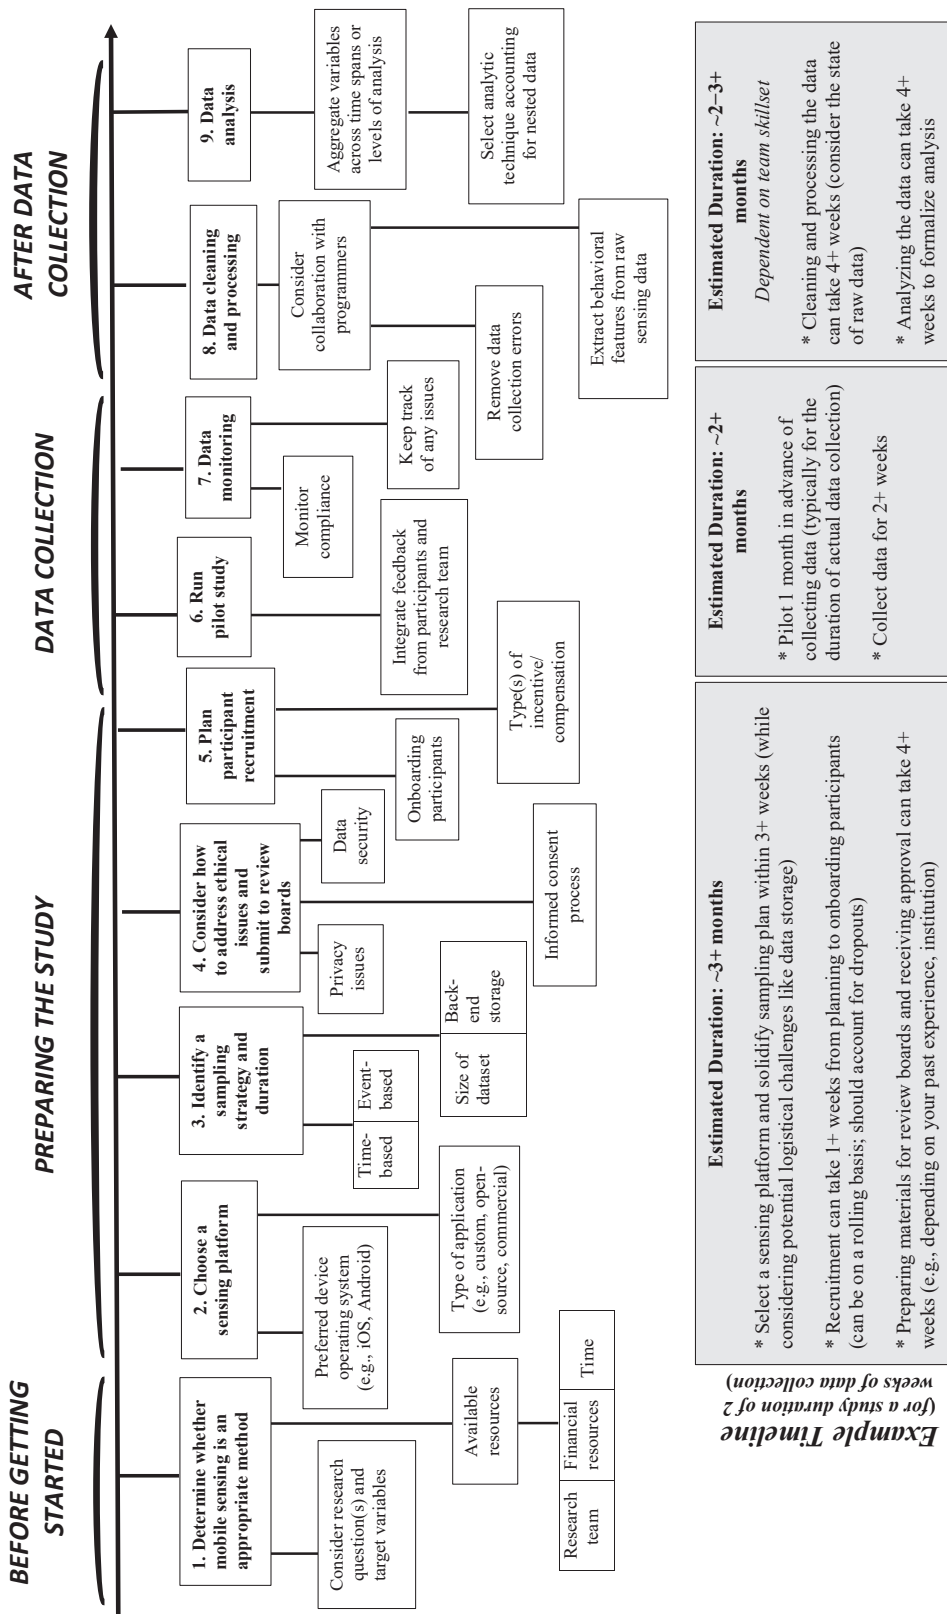 BEFORE GETTING
STARTED
PREPARING THE STUDY
DATA COLLECTION
AFTER DATA
COLLECTION
1. Determine whether
mobile sensing is an
appropriate method
Consider research
question(s) and
target variables
Available
resources
Research
team
Financial
resources
Time
2. Choose a
sensing platform
Preferred device
operating system
(e.g., iOS, Android)
Type of application
(e.g., custom, open-
source, commercial)
3. Identify a
sampling
strategy and
duration
Time-
based
Event-
based
Size of
dataset
Back-
end
storage
4. Consider how
to address ethical
issues and
submit to review
boards
Privacy
issues
Data
security
Informed consent
process
5. Plan
participant
recruitment
Onboarding
participants
Type(s) of
incentive/
compensation
6. Run
pilot study
Integrate feedback
from participants and
research team
7. Data
monitoring
Monitor
compliance
Keep track
of any issues
8. Data cleaning
and processing
Consider
collaboration with
programmers
Remove data
collection errors
Extract behavioral
features from raw
sensing data
9. Data
analysis
Aggregate variables
across time spans or
levels of analysis
Select analytic
technique accounting
for nested data
Example Timeline
(for a study duration of 2
weeks of data collection)
Estimated Duration: ~3+ months
* Select a sensing platform and solidify sampling plan within 3+ weeks (while
considering potential logistical challenges like data storage)
* Recruitment can take 1+ weeks from planning to onboarding participants
(can be on a rolling basis; should account for dropouts)
* Preparing materials for review boards and receiving approval can take 4+
weeks (e.g., depending on your past experience, institution)
Estimated Duration: ~2+
months
* Pilot 1 month in advance of
collecting data (typically for the
duration of actual data collection)
* Collect data for 2+ weeks
Estimated Duration: ~2–3+
months
Dependent on team skillset
* Cleaning and processing the data
can take 4+ weeks (consider the state
of raw data)
* Analyzing the data can take 4+
weeks to formalize analysis